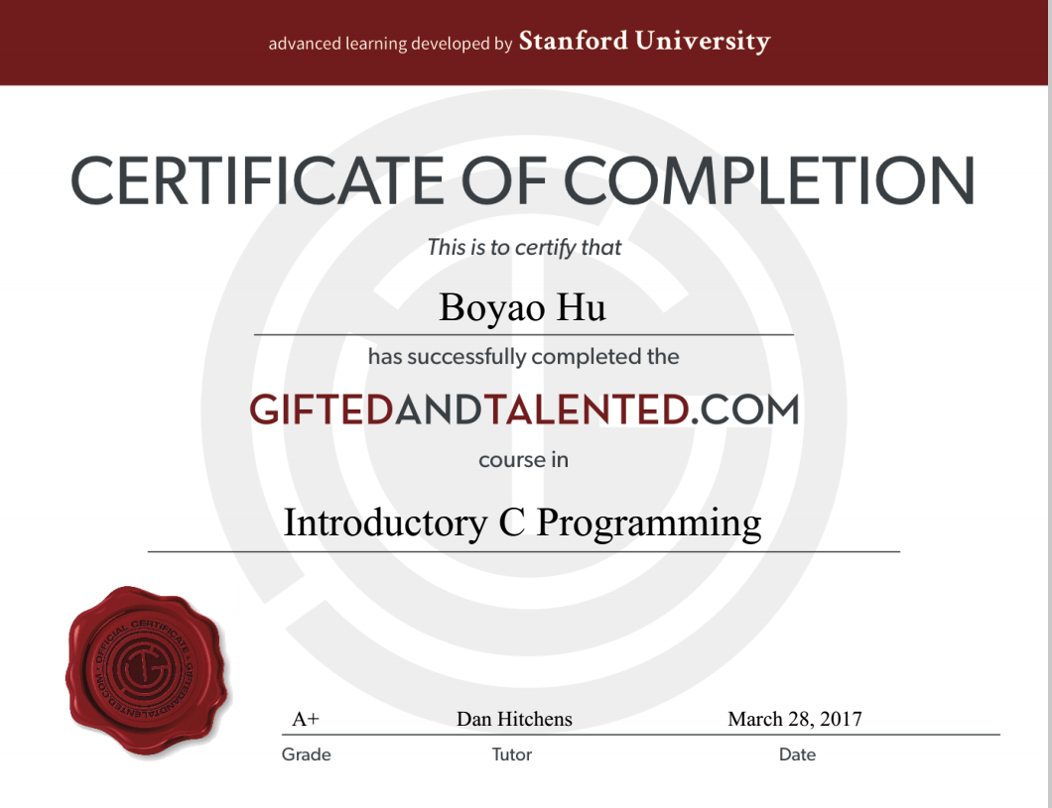 advanced learning developed by Stanford University
CERTIFICATE OF COMPLETION
This is to certify that
Boyao Hu
has successfully completed the
GIFTEDANDTALENTED.COM
course in
Introductory C Programming
OFFICIAL CERTIFICATE • GIFTEDANDTALENTED.COM •
A+ Dan Hitchens March 28, 2017
Grade Tutor Date